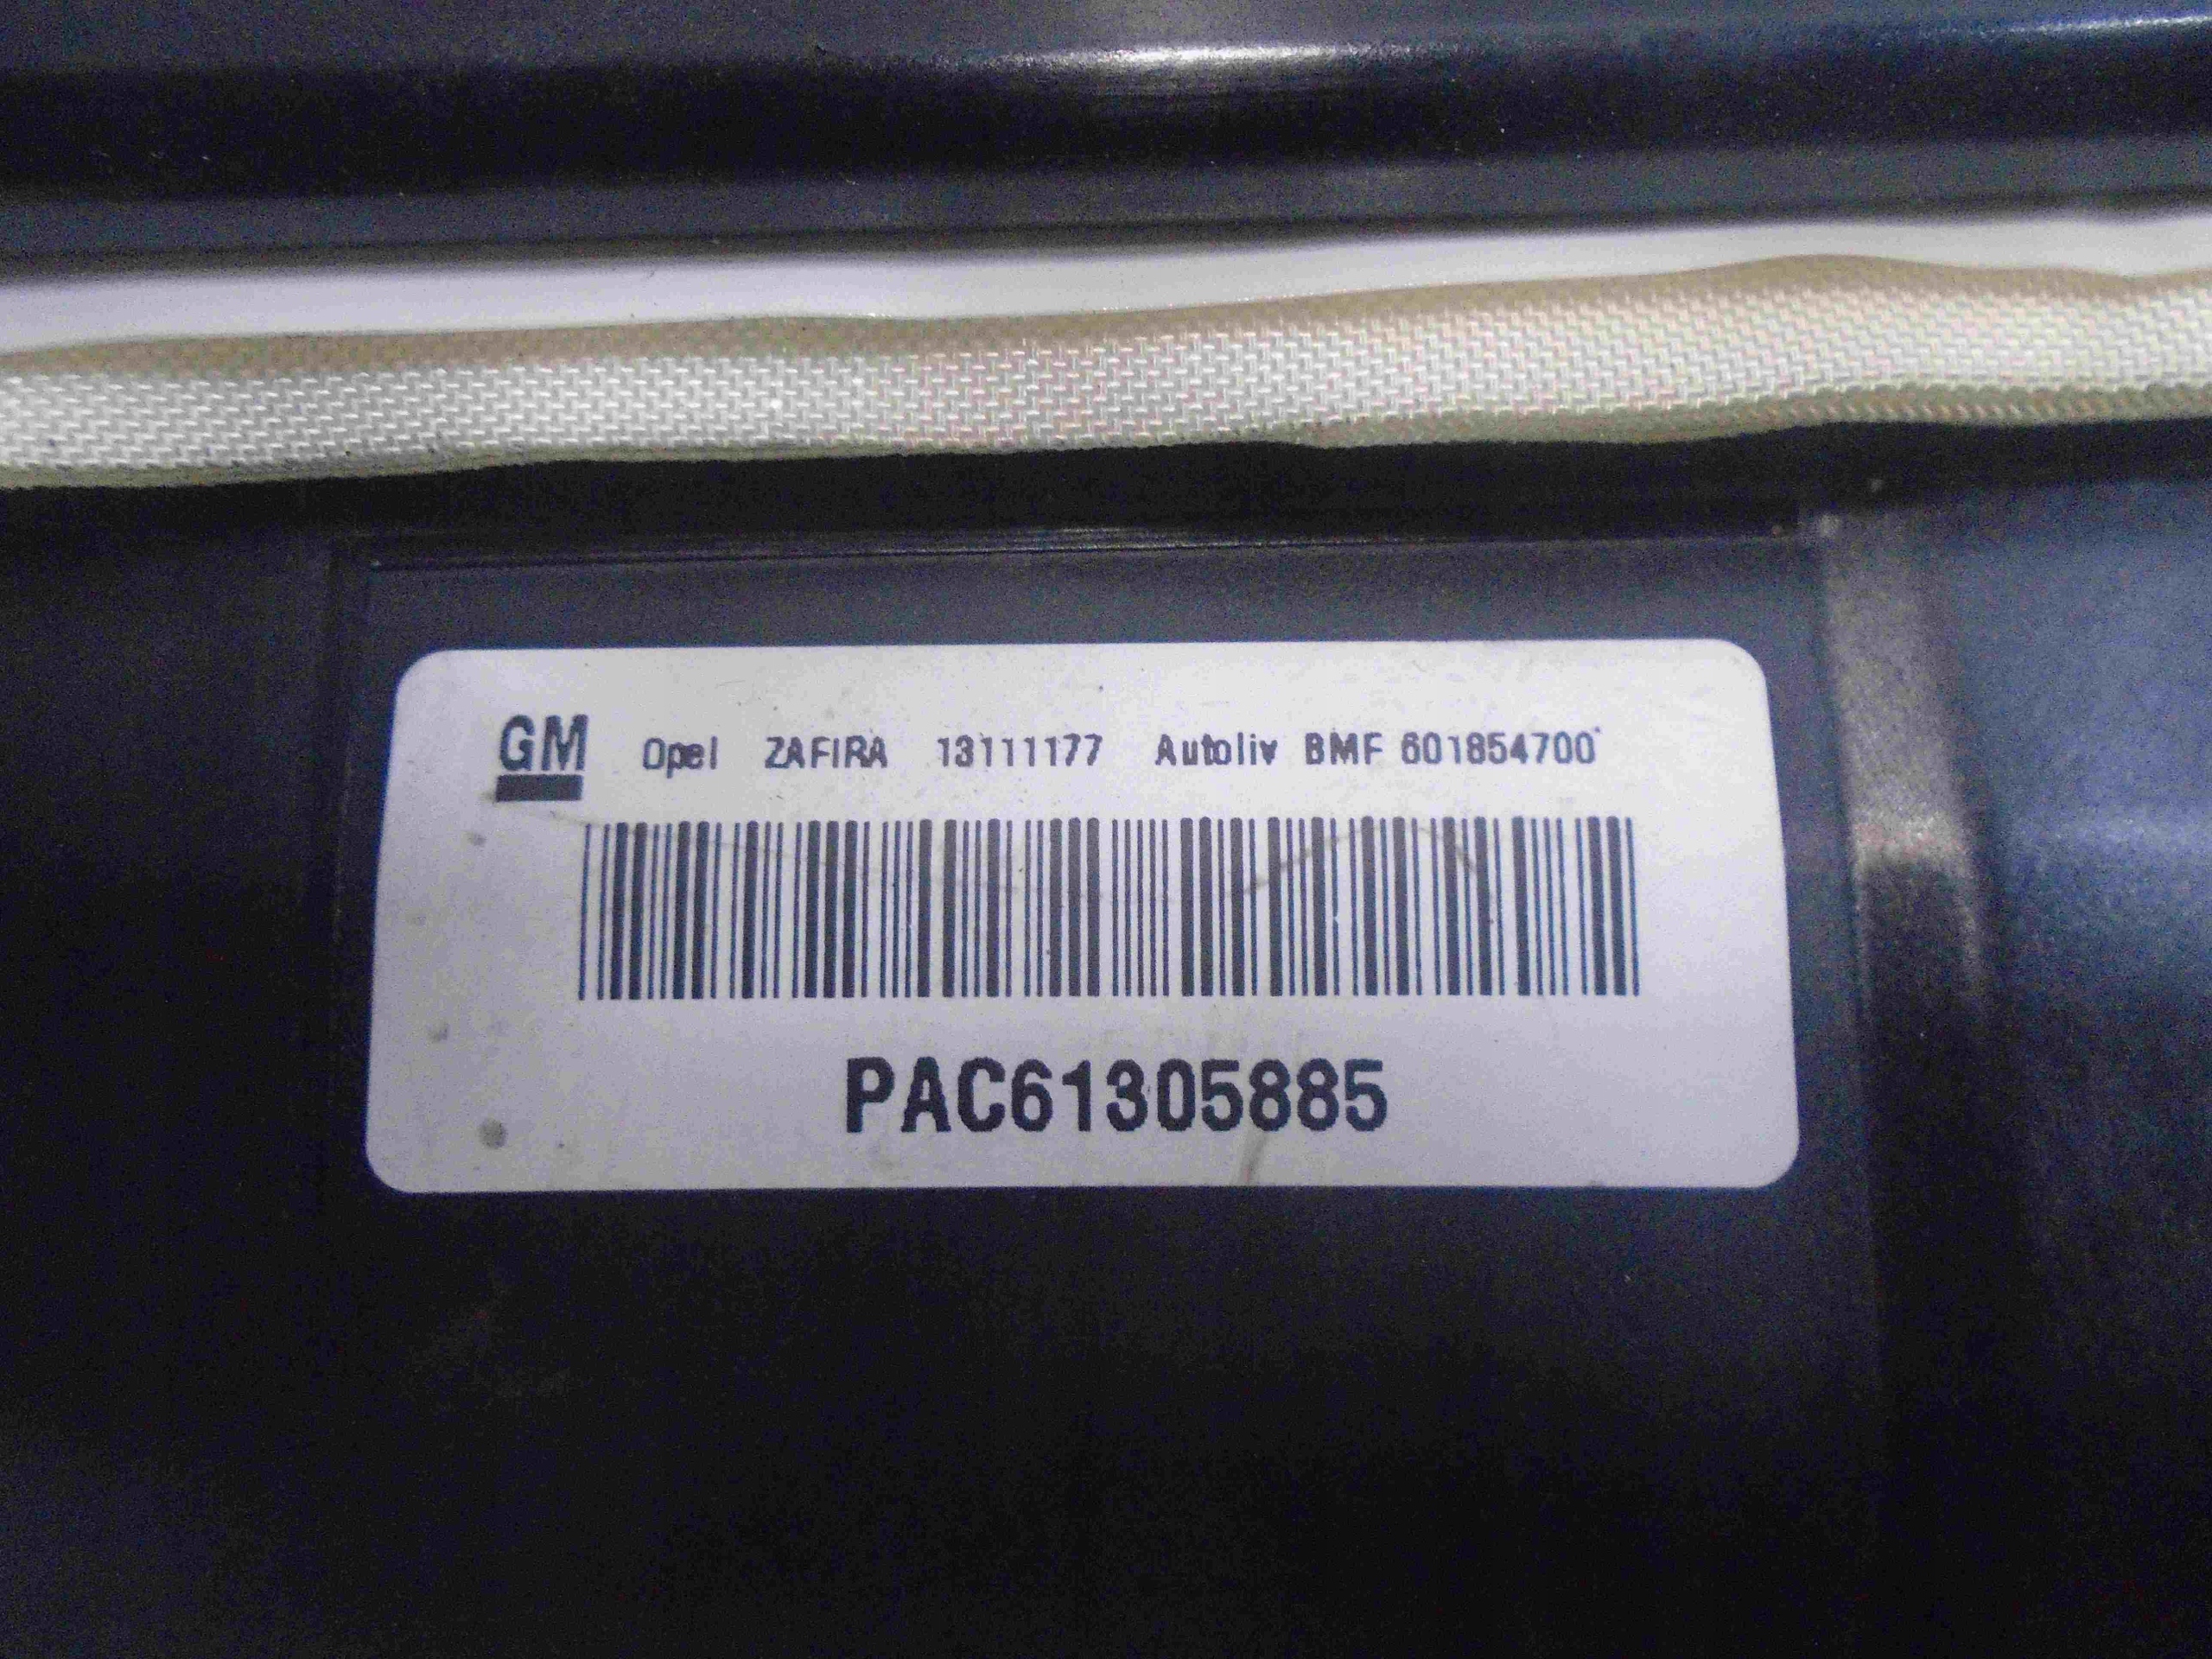 GM Opel ZAFIRA 13111177 Autoliv BMF 601854700
PAC61305885